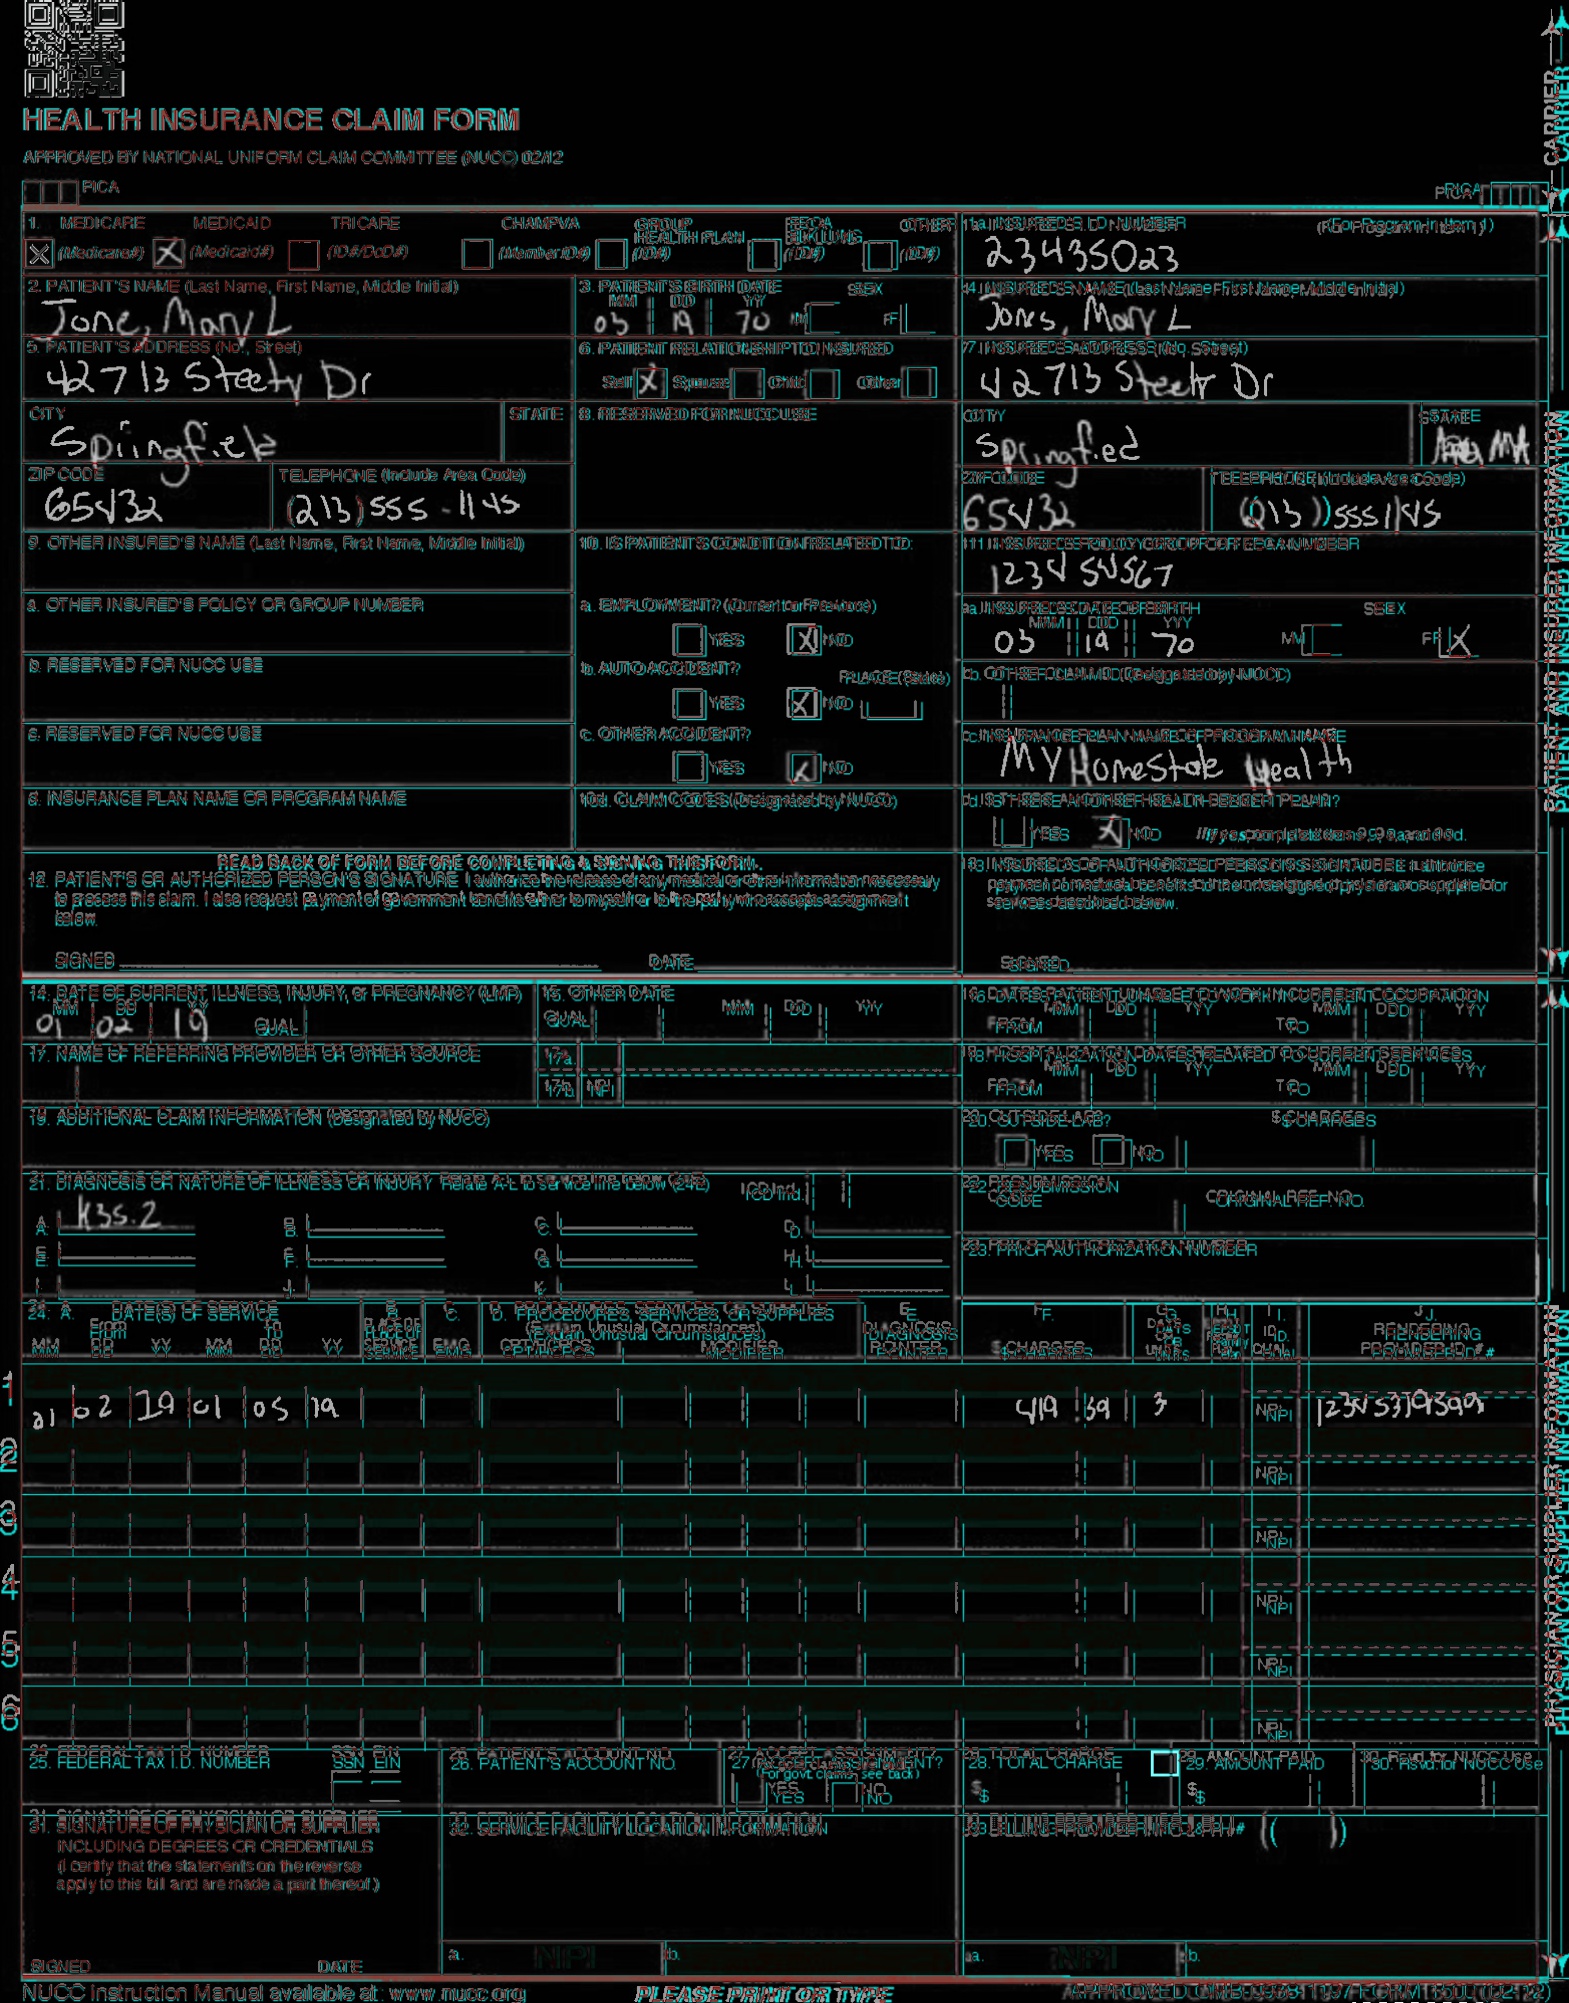 HEALTH INSURANCE CLAIM FORM
APPROVED BY NATIONAL UNIFORM CLAIM COMMITTEE (NUCC) 02/12
CARRIER
PICA
PICA
1. MEDICARE MEDICAID TRICARE CHAMPVA GROUP HEALTH PLAN FECA BLK LUNG OTHER
(Medicare#) X (Medicaid#) X (ID#/DoD#) (Member ID#) (ID#) (ID#) (ID#)
1a. INSURED'S I.D. NUMBER (For Program in Item 1)
23435023
2. PATIENT'S NAME (Last Name, First Name, Middle Initial)
Jone, Mary L
3. PATIENT'S BIRTH DATE SEX
MM DD YY
03 19 70 M F
4. INSURED'S NAME (Last Name, First Name, Middle Initial)
Jones, Mary L
5. PATIENT'S ADDRESS (No., Street)
42713 Steety Dr
6. PATIENT RELATIONSHIP TO INSURED
Self X Spouse Child Other
7. INSURED'S ADDRESS (No., Street)
42713 Steetr Dr
CITY STATE
Springfield
8. RESERVED FOR NUCC USE
CITY STATE
Springfied MA
ZIP CODE TELEPHONE (Include Area Code)
65432 (213) 555-1145
ZIP CODE TELEPHONE (Include Area Code)
65432 (213) 5551145
9. OTHER INSURED'S NAME (Last Name, First Name, Middle Initial)
10. IS PATIENT'S CONDITION RELATED TO:
11. INSURED'S POLICY GROUP OR FECA NUMBER
123454567
a. OTHER INSURED'S POLICY OR GROUP NUMBER
a. EMPLOYMENT? (Current or Previous)
YES X NO
a. INSURED'S DATE OF BIRTH SEX
MM DD YY
03 19 70 M F X
b. RESERVED FOR NUCC USE
b. AUTO ACCIDENT? PLACE (State)
YES X NO
b. OTHER CLAIM ID (Designated by NUCC)
c. RESERVED FOR NUCC USE
c. OTHER ACCIDENT?
YES X NO
c. INSURANCE PLAN NAME OR PROGRAM NAME
My HomeState Health
d. INSURANCE PLAN NAME OR PROGRAM NAME
10d. CLAIM CODES (Designated by NUCC)
d. IS THERE ANOTHER HEALTH BENEFIT PLAN?
YES X NO If yes, complete items 9, 9a, and 9d.
PATIENT AND INSURED INFORMATION
READ BACK OF FORM BEFORE COMPLETING & SIGNING THIS FORM.
12. PATIENT'S OR AUTHORIZED PERSON'S SIGNATURE I authorize the release of any medical or other information necessary
to process this claim. I also request payment of government benefits either to myself or to the party who accepts assignment
below.
SIGNED DATE
13. INSURED'S OR AUTHORIZED PERSON'S SIGNATURE I authorize
payment of medical benefits to the undersigned physician or supplier for
services described below.
SIGNED
14. DATE OF CURRENT ILLNESS, INJURY, or PREGNANCY (LMP)
MM DD YY
01 02 19 QUAL.
15. OTHER DATE
QUAL. MM DD YY
16. DATES PATIENT UNABLE TO WORK IN CURRENT OCCUPATION
MM DD YY MM DD YY
FROM TO
17. NAME OF REFERRING PROVIDER OR OTHER SOURCE
17a.
17b. NPI
18. HOSPITALIZATION DATES RELATED TO CURRENT SERVICES
MM DD YY MM DD YY
FROM TO
19. ADDITIONAL CLAIM INFORMATION (Designated by NUCC)
20. OUTSIDE LAB? $ CHARGES
YES NO
21. DIAGNOSIS OR NATURE OF ILLNESS OR INJURY Relate A-L to service line below (24E) ICD Ind.
A. K35.2 B. C. D.
E. F. G. H.
I. J. K. L.
22. RESUBMISSION CODE ORIGINAL REF. NO.
23. PRIOR AUTHORIZATION NUMBER
24. A. DATE(S) OF SERVICE B. C. D. PROCEDURES, SERVICES, OR SUPPLIES E. F. G. H. I. J.
From To PLACE OF (Explain Unusual Circumstances) DIAGNOSIS DAYS OR ID. RENDERING
MM DD YY MM DD YY SERVICE EMG CPT/HCPCS MODIFIER POINTER $ CHARGES UNITS QUAL. PROVIDER ID. #
1 01 02 19 01 05 19 419 39 3 NPI
2 NPI
3 NPI
4 NPI
5 NPI
6 NPI
PHYSICIAN OR SUPPLIER INFORMATION
25. FEDERAL TAX I.D. NUMBER SSN EIN
26. PATIENT'S ACCOUNT NO.
27. ACCEPT ASSIGNMENT?
(For govt. claims, see back)
YES NO
28. TOTAL CHARGE
$
29. AMOUNT PAID
$
30. Rsvd for NUCC Use
31. SIGNATURE OF PHYSICIAN OR SUPPLIER
INCLUDING DEGREES OR CREDENTIALS
(I certify that the statements on the reverse
apply to this bill and are made a part thereof.)
SIGNED DATE
32. SERVICE FACILITY LOCATION INFORMATION
a. NPI b.
33. BILLING PROVIDER INFO & PH # ( )
a. NPI b.
NUCC Instruction Manual available at: www.nucc.org
PLEASE PRINT OR TYPE